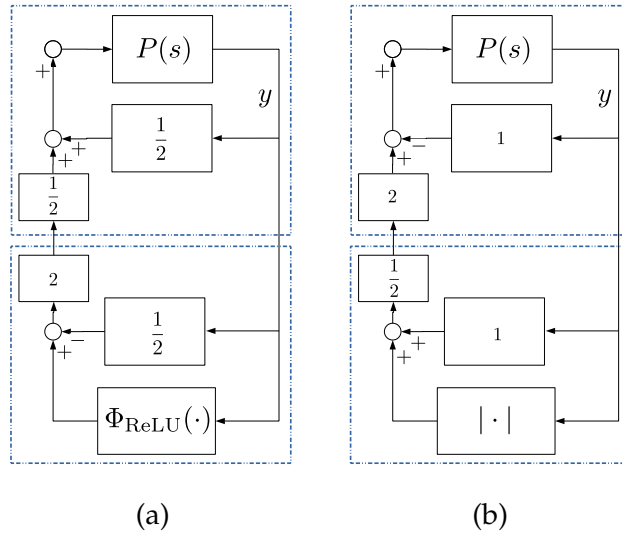 P(s)
+
y
1/2
+
+
1/2
2
1/2
−
+
Φ_ReLU(·)
(a)
P(s)
+
y
1
−
+
2
1/2
1
+
+
|·|
(b)